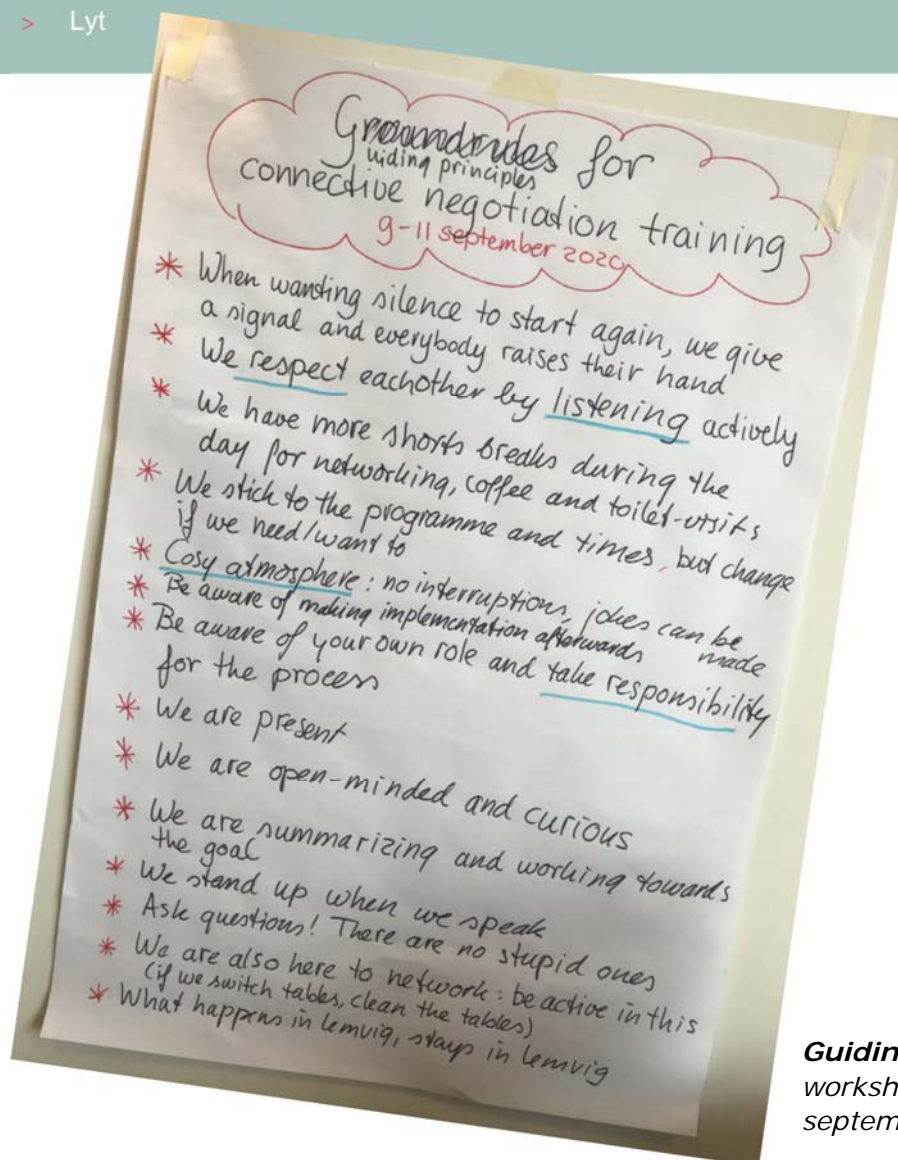 > Lyt
Groundrules for
uiding principles
connective negotiation training
9-11 september 2020
* When wanting silence to start again, we give
a signal and everybody raises their hand
* We respect eachother by listening actively
* We have more shorts breaks during the
day for networking, coffee and toilet-visits
* We stick to the programme and times, but change
if we need/want to
* Cosy atmosphere: no interruptions, jokes can be
made
* Be aware of making implementation afterwards
* Be aware of your own role and take responsibility
for the process
* We are present
* We are open-minded and curious
* We are summarizing and working towards
the goal
* We stand up when we speak
* Ask questions! There are no stupid ones
* We are also here to network: be active in this
(if we switch tables, clean the tables)
* What happens in lemvig, stays in lemvig
Guidin
worksh
septem